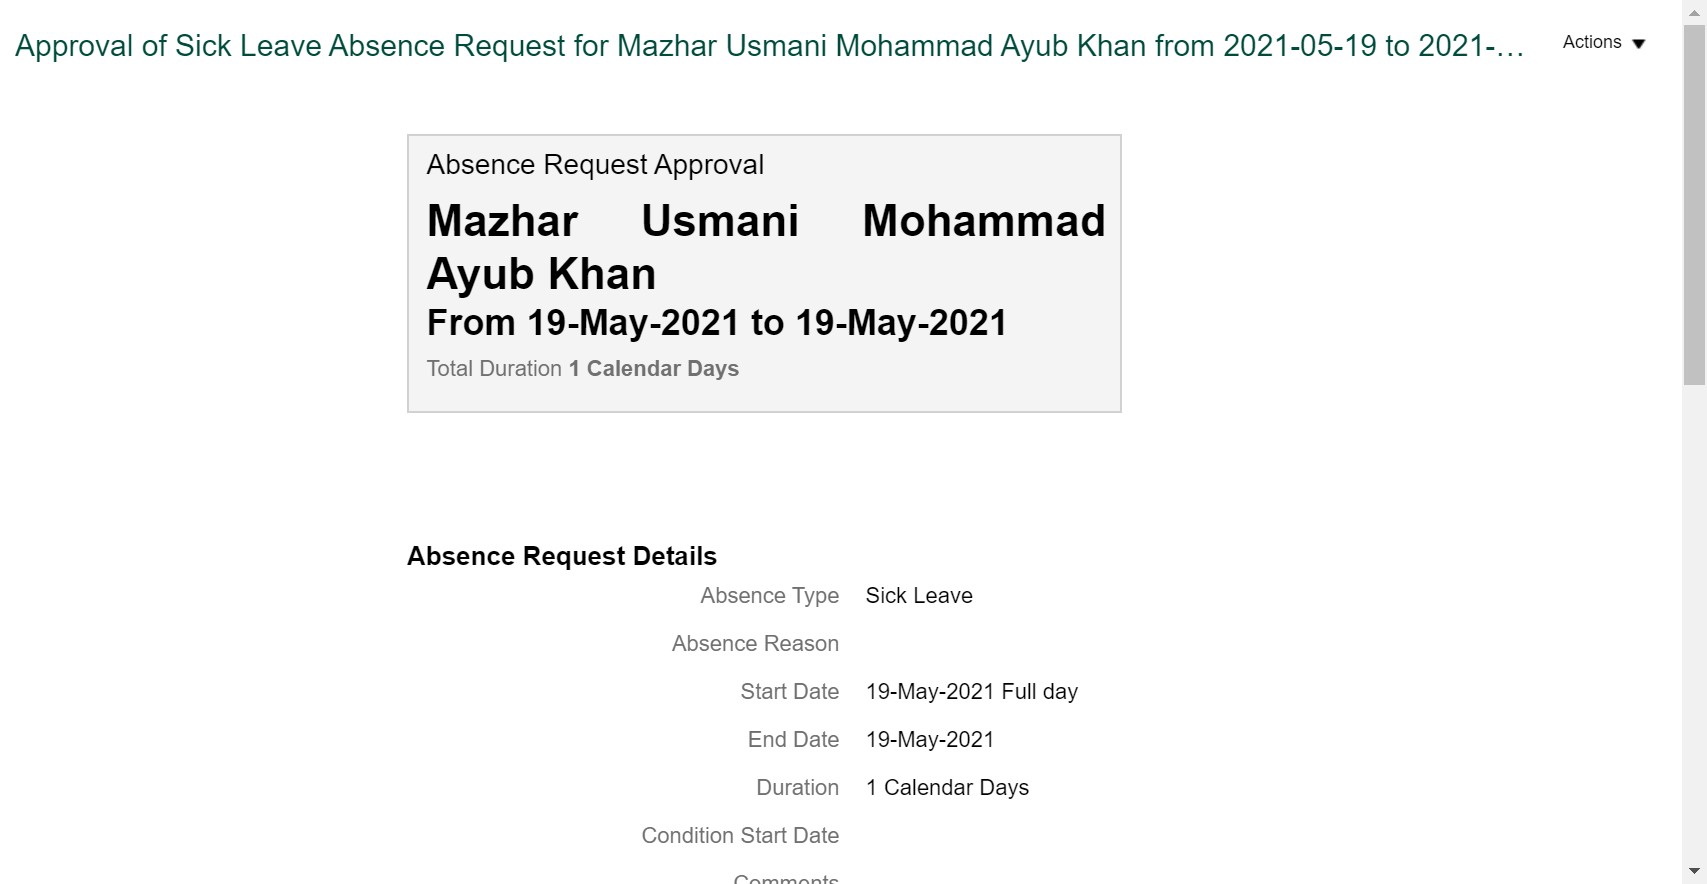 Approval of Sick Leave Absence Request for Mazhar Usmani Mohammad Ayub Khan from 2021-05-19 to 2021-...
Actions
Absence Request Approval
Mazhar Usmani Mohammad
Ayub Khan
From 19-May-2021 to 19-May-2021
Total Duration 1 Calendar Days
Absence Request Details
Absence Type Sick Leave
Absence Reason
Start Date 19-May-2021 Full day
End Date 19-May-2021
Duration 1 Calendar Days
Condition Start Date
Comments